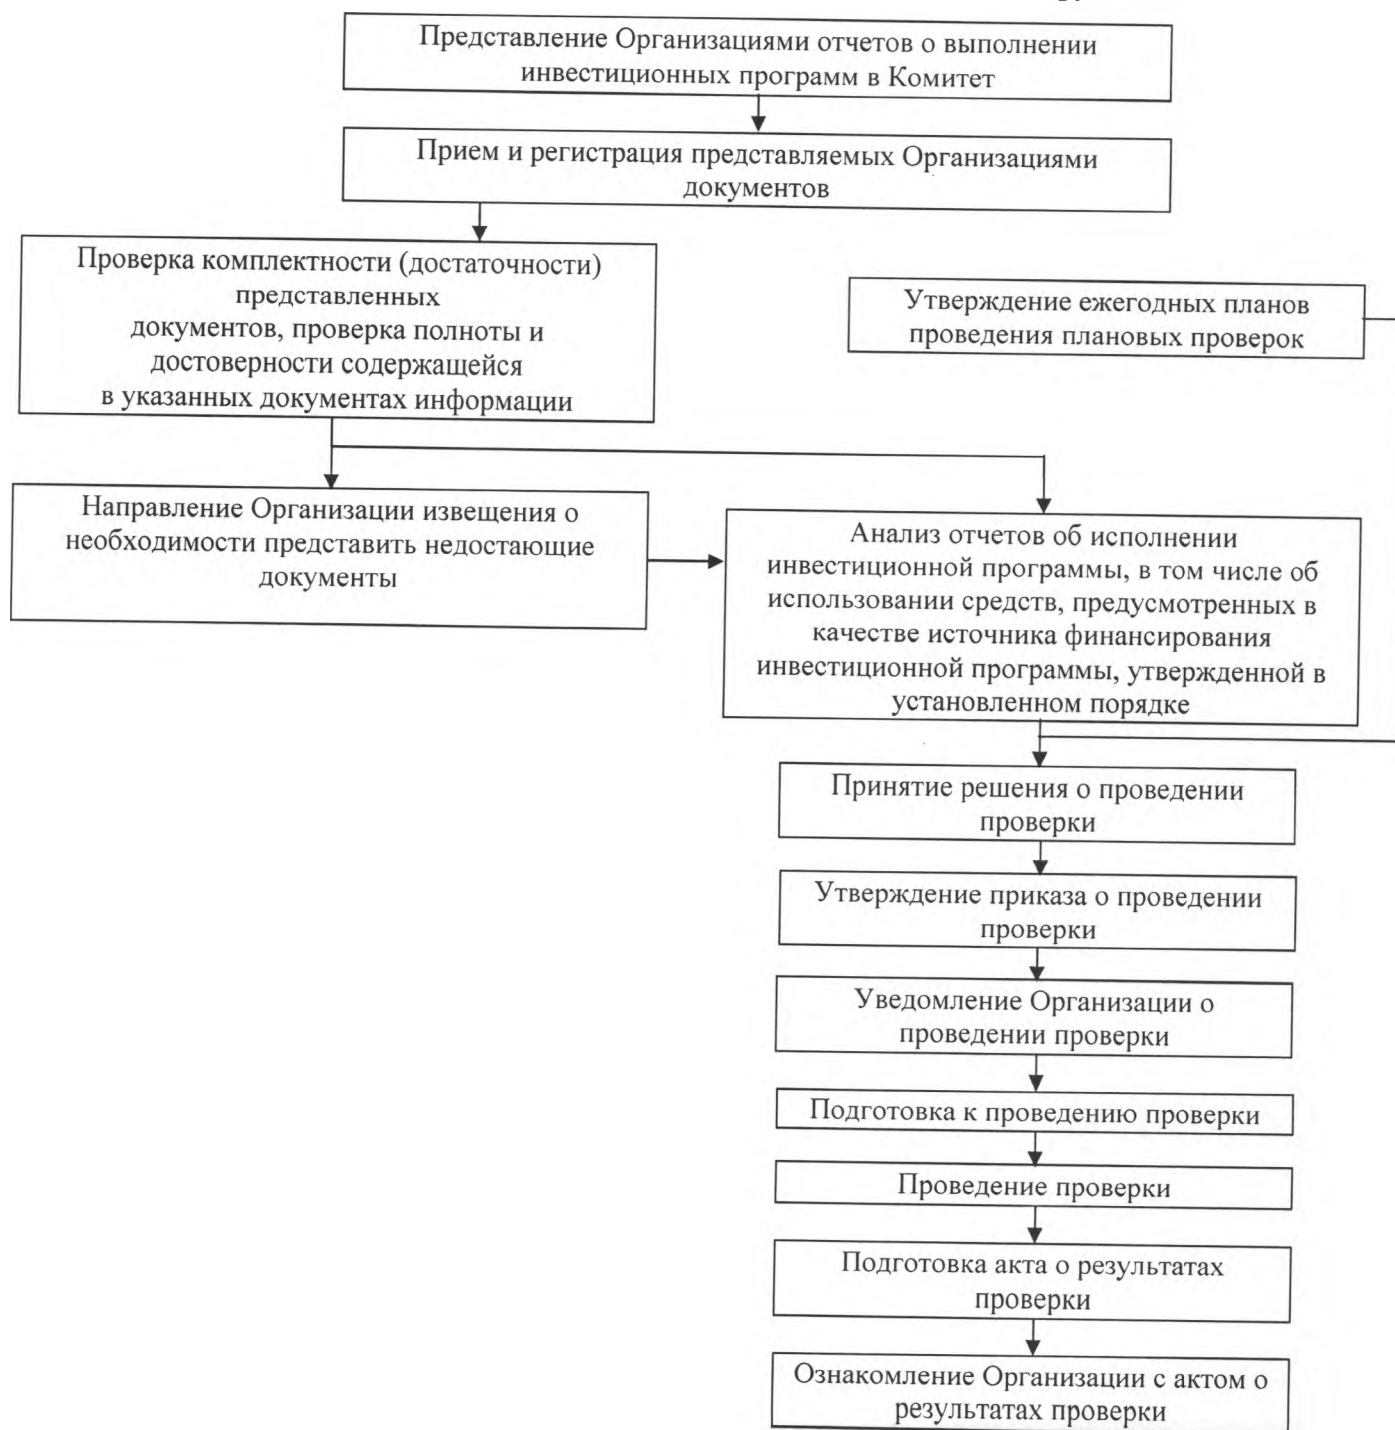 Представление Организациями отчетов о выполнении
инвестиционных программ в Комитет
Прием и регистрация представляемых Организациями
документов
Проверка комплектности (достаточности)
представленных
документов, проверка полноты и
достоверности содержащейся
в указанных документах информации
Утверждение ежегодных планов
проведения плановых проверок
Направление Организации извещения о
необходимости представить недостающие
документы
Анализ отчетов об исполнении
инвестиционной программы, в том числе об
использовании средств, предусмотренных в
качестве источника финансирования
инвестиционной программы, утвержденной в
установленном порядке
Принятие решения о проведении
проверки
Утверждение приказа о проведении
проверки
Уведомление Организации о
проведении проверки
Подготовка к проведению проверки
Проведение проверки
Подготовка акта о результатах
проверки
Ознакомление Организации с актом о
результатах проверки